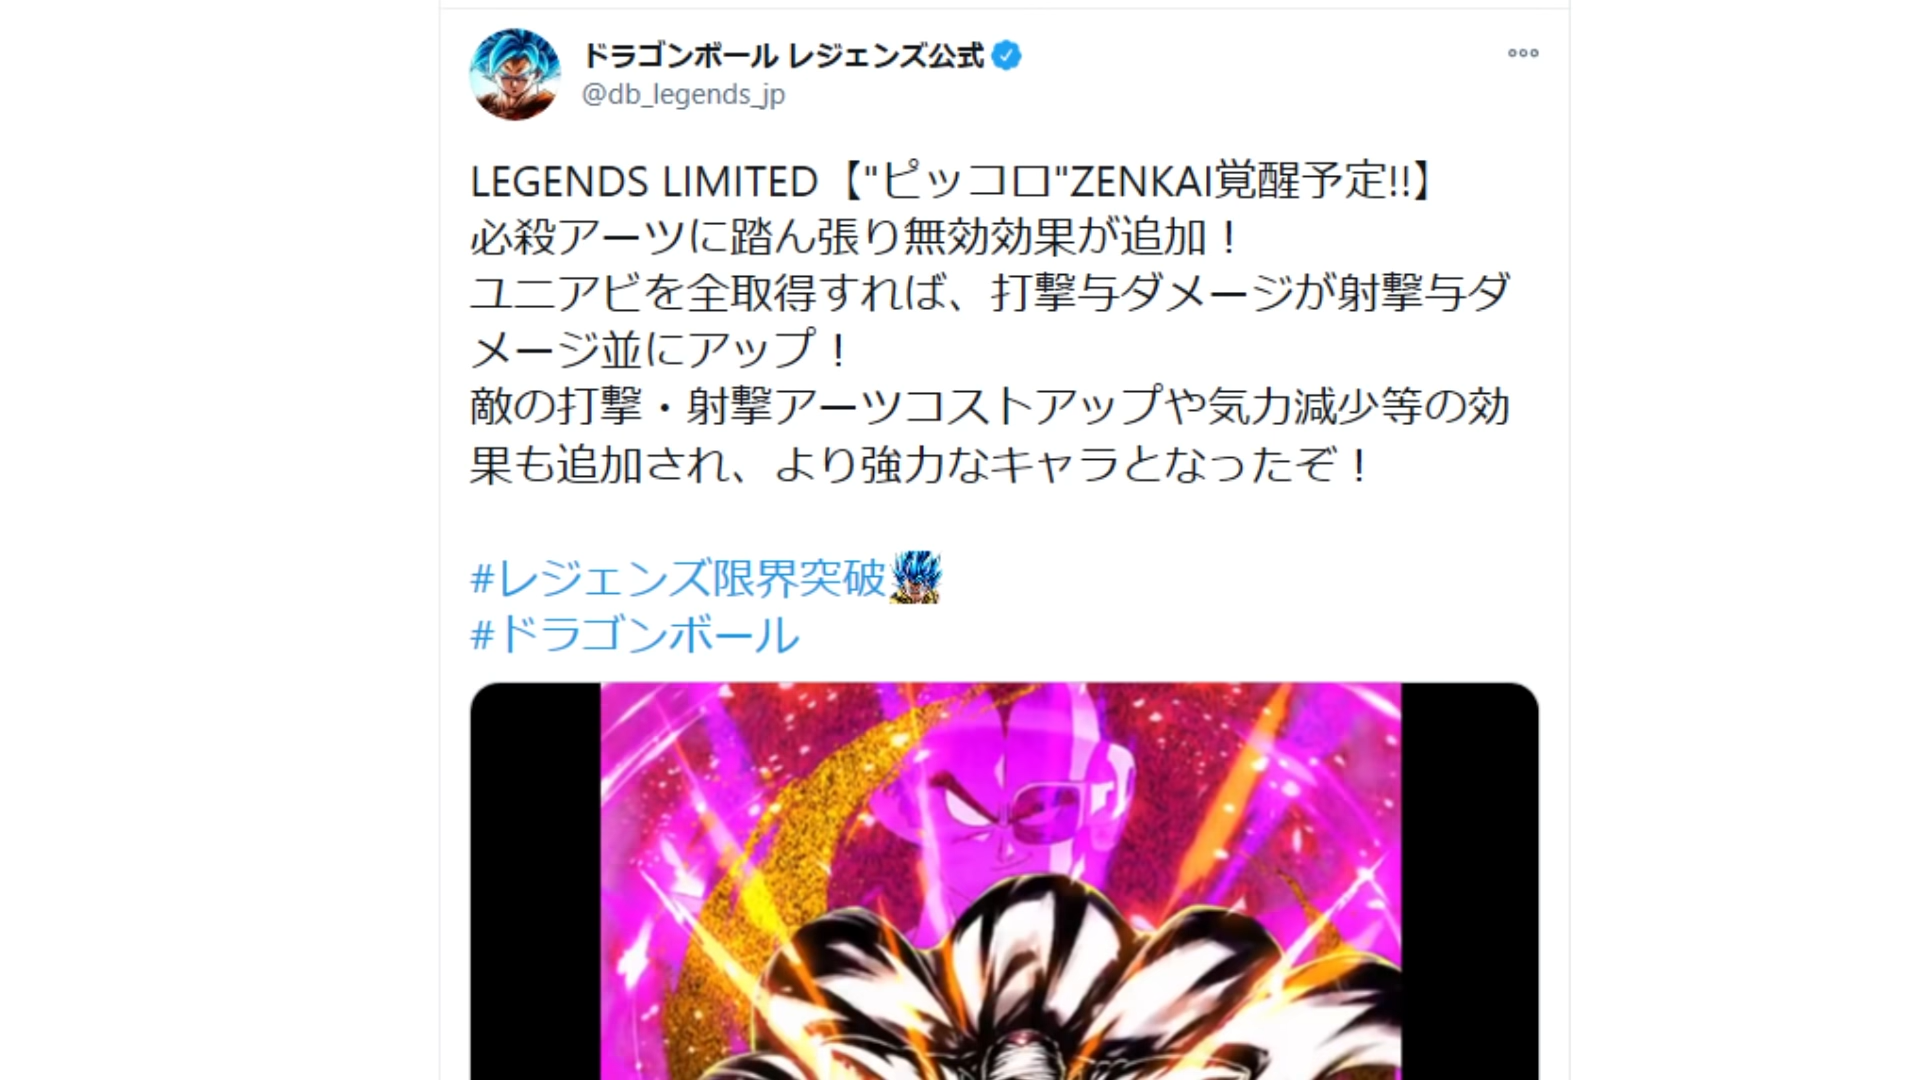 ドラゴンボール レジェンズ公式
@db_legends_jp
LEGENDS LIMITED【"ピッコロ"ZENKAI覚醒予定!!】
必殺アーツに踏ん張り無効効果が追加！
ユニアビを全取得すれば、打撃与ダメージが射撃与ダ
メージ並にアップ！
敵の打撃・射撃アーツコストアップや気力減少等の効
果も追加され、より強力なキャラとなったぞ！
#レジェンズ限界突破
#ドラゴンボール